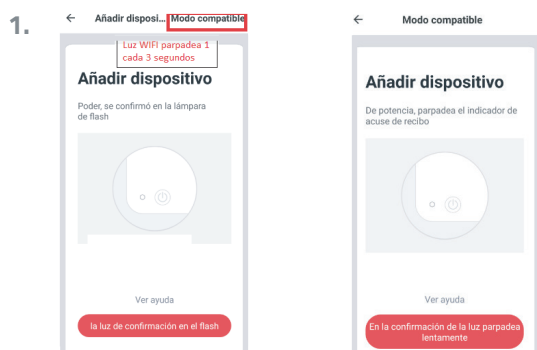 1.
← Añadir disposi... Modo compatible
Luz WIFI parpadea 1
cada 3 segundos
Añadir dispositivo
Poder, se confirmó en la lámpara
de flash
Ver ayuda
la luz de confirmación en el flash
← Modo compatible
Añadir dispositivo
De potencia, parpadea el indicador de
acuse de recibo
Ver ayuda
En la confirmación de la luz parpadea
lentamente